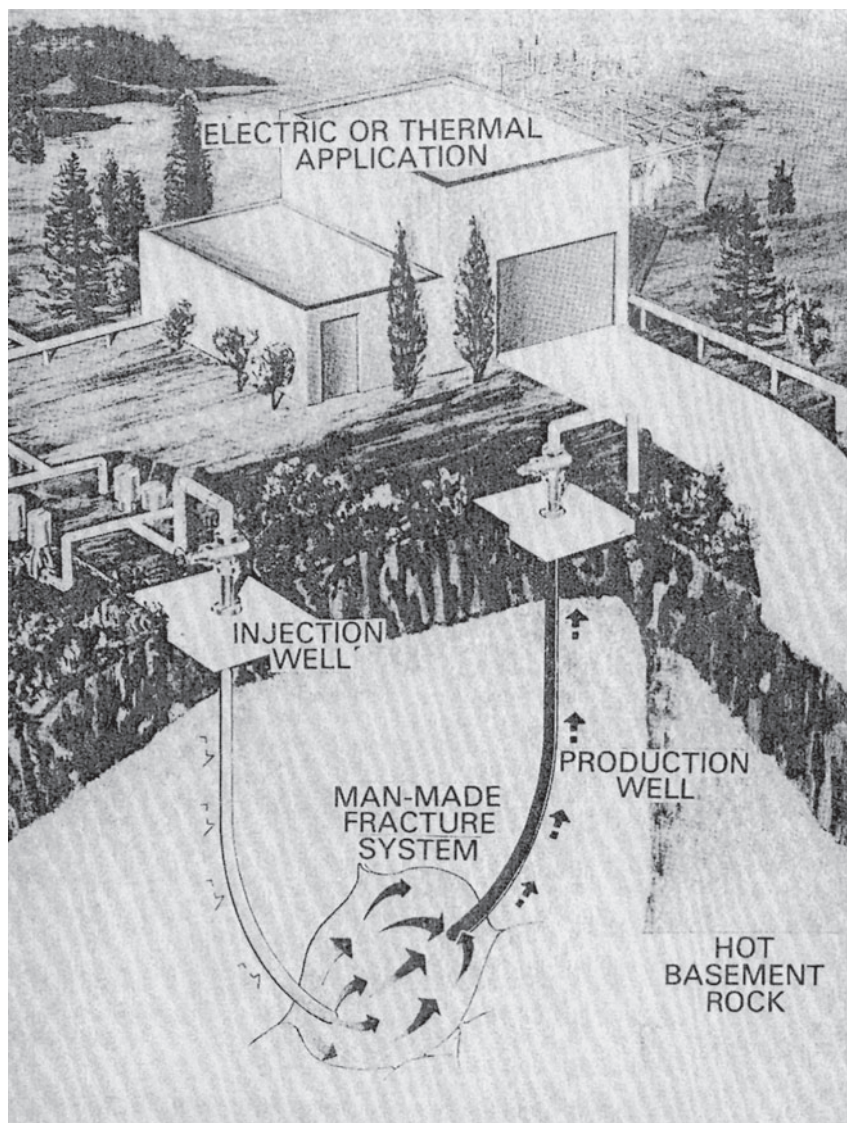 ELECTRIC OR THERMAL
APPLICATION
INJECTION
WELL
PRODUCTION
WELL
MAN-MADE
FRACTURE
SYSTEM
HOT
BASEMENT
ROCK